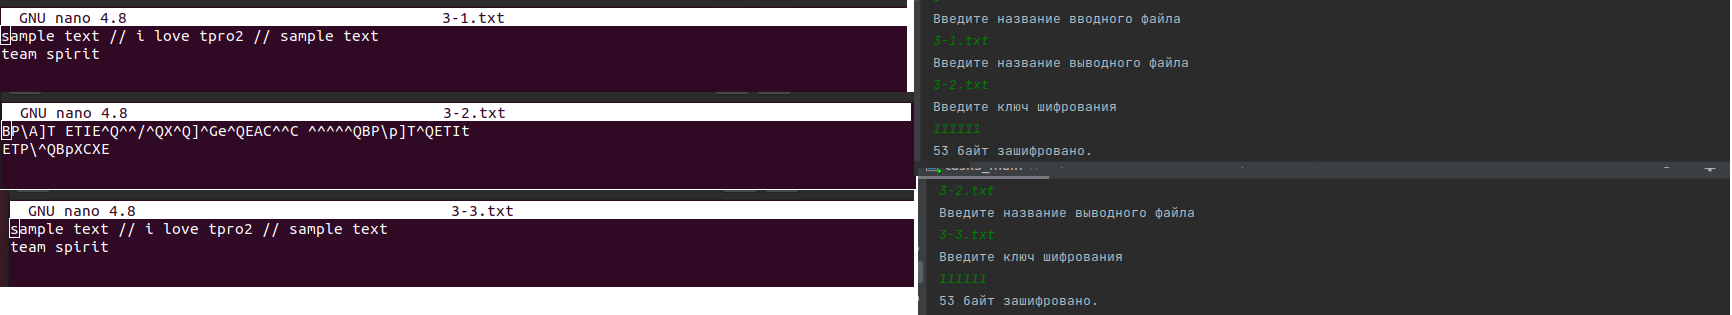 GNU nano 4.8 3-1.txt
sample text // i love tpro2 // sample text
team spirit
GNU nano 4.8 3-2.txt
BP\A]T ETIE^Q^^/^QX^Q]^Ge^QEAC^^C ^^^^^QBP\p]T^QETIt
ETP\^QBpXCXE
GNU nano 4.8 3-3.txt
sample text // i love tpro2 // sample text
team spirit
Введите название вводного файла
3-1.txt
Введите название выводного файла
3-2.txt
Введите ключ шифрования
111111
53 байт зашифровано.
3-2.txt
Введите название выводного файла
3-3.txt
Введите ключ шифрования
111111
53 байт зашифровано.